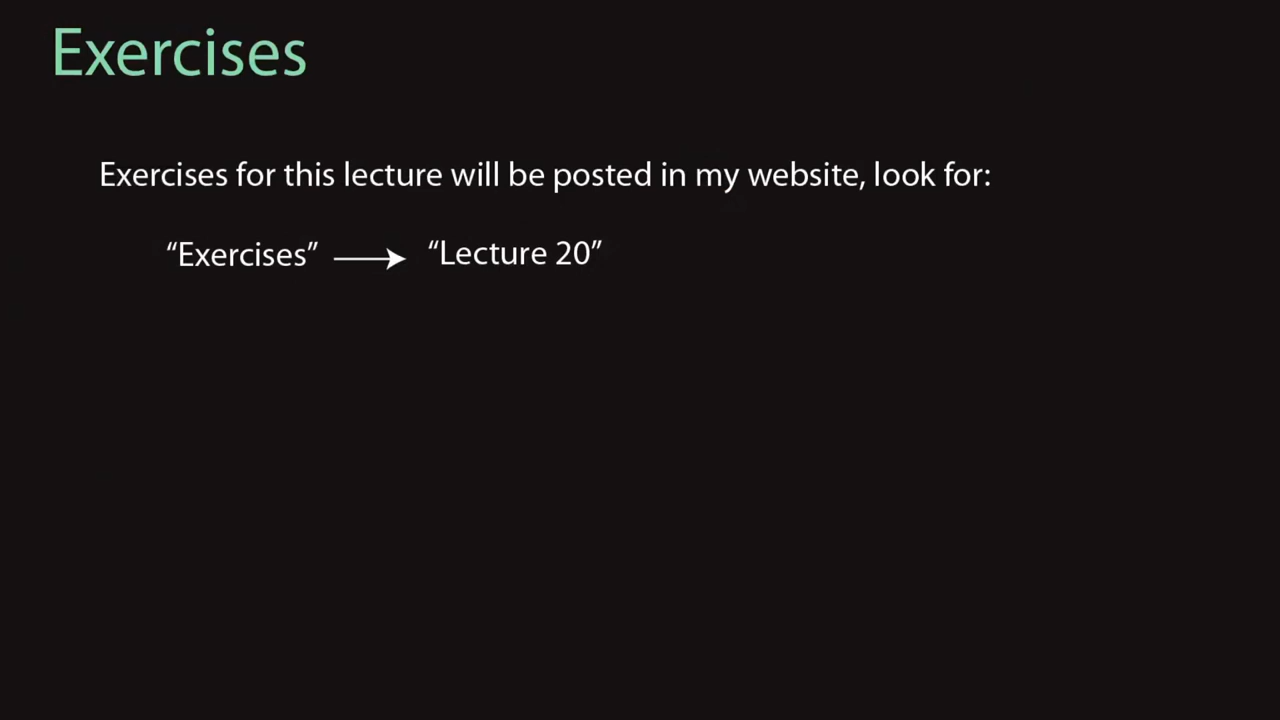 Exercises
Exercises for this lecture will be posted in my website, look for:
“Exercises” ⟶ “Lecture 20”